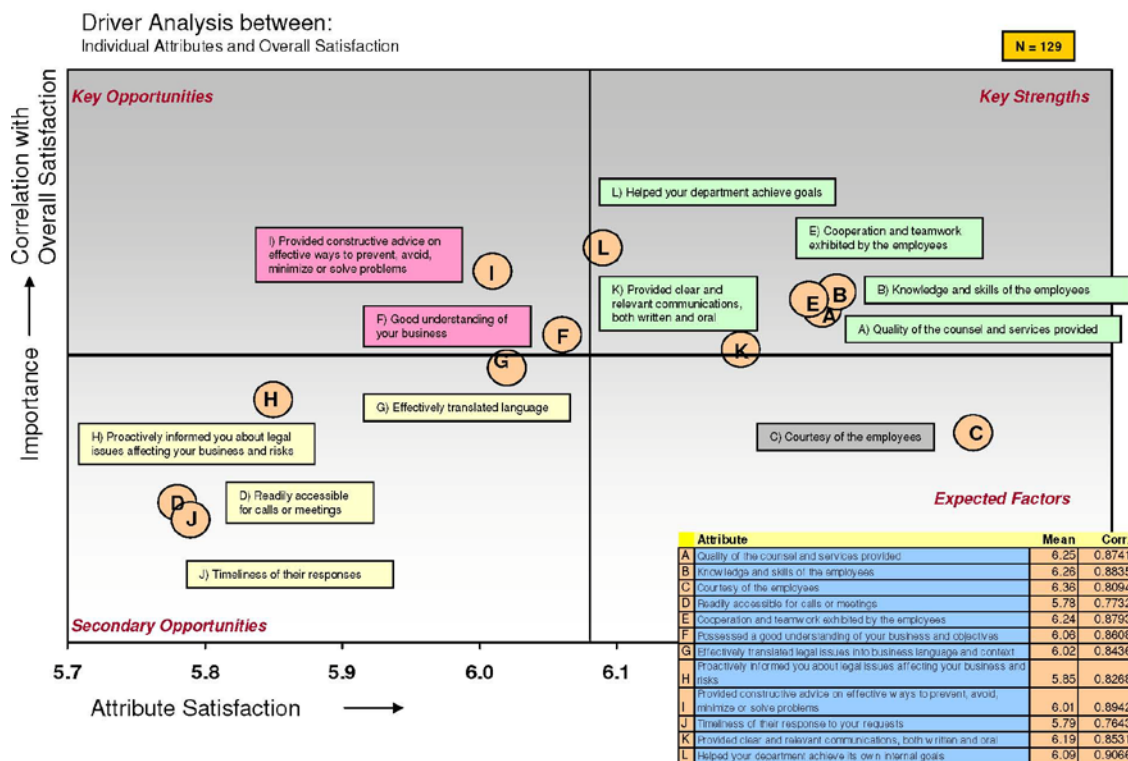 Driver Analysis between:
Individual Attributes and Overall Satisfaction
N = 129
Key Opportunities
Key Strengths
Importance → Correlation with
Overall Satisfaction
L) Helped your department achieve goals
I) Provided constructive advice on
effective ways to prevent, avoid,
minimize or solve problems
E) Cooperation and teamwork
exhibited by the employees
L
I
K) Provided clear and
relevant communications,
both written and oral
B) Knowledge and skills of the employees
B
E
A
F) Good understanding of
your business
A) Quality of the counsel and services provided
F
K
G
H
G) Effectively translated language
H) Proactively informed you about legal
issues affecting your business and risks
C) Courtesy of the employees
C
D
J
D) Readily accessible
for calls or meetings
Expected Factors
J) Timeliness of their responses
Secondary Opportunities
5.7 5.8 5.9 6.0 6.1
Attribute Satisfaction →
Attribute Mean Corr.
A Quality of the counsel and services provided 6.25 0.8741
B Knowledge and skills of the employees 6.26 0.8835
C Courtesy of the employees 6.36 0.8094
D Readily accessible for calls or meetings 5.78 0.7732
E Cooperation and teamwork exhibited by the employees 6.24 0.8793
F Possessed a good understanding of your business and objectives 6.06 0.8608
G Effectively translated legal issues into business language and context 6.02 0.8436
H Proactively informed you about legal issues affecting your business and
risks 5.85 0.8268
I Provided constructive advice on effective ways to prevent, avoid,
minimize or solve problems 6.01 0.8942
J Timeliness of their response to your requests 5.79 0.7643
K Provided clear and relevant communications, both written and oral 6.19 0.8531
L Helped your department achieve its own internal goals 6.09 0.9066